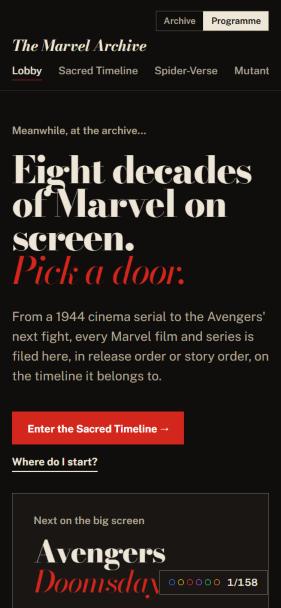 Archive Programme
The Marvel Archive
Lobby Sacred Timeline Spider-Verse Mutant
Meanwhile, at the archive…
Eight decades
of Marvel on
screen.
Pick a door.
From a 1944 cinema serial to the Avengers'
next fight, every Marvel film and series is
filed here, in release order or story order, on
the timeline it belongs to.
Enter the Sacred Timeline →
Where do I start?
Next on the big screen
Avengers
Doomsday
1/158